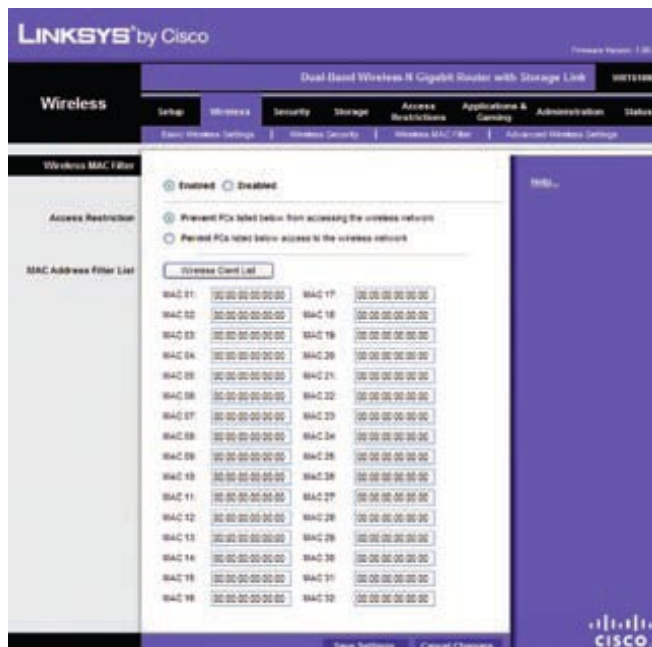 LINKSYS® by Cisco
Firmware Version: 1.00
Dual-Band Wireless-N Gigabit Router with Storage Link
Wireless
Setup Wireless Security Storage Access Restrictions Applications & Gaming Administration Status
Basic Wireless Settings | Wireless Security | Wireless MAC Filter | Advanced Wireless Settings
Wireless MAC Filter
Enabled Disabled
Help...
Access Restriction
Prevent PCs listed below from accessing the wireless network
Permit PCs listed below access to the wireless network
MAC Address Filter List
Wireless Client List
MAC 01: 00:00:00:00:00:00 MAC 17: 00:00:00:00:00:00
MAC 02: 00:00:00:00:00:00 MAC 18: 00:00:00:00:00:00
MAC 03: 00:00:00:00:00:00 MAC 19: 00:00:00:00:00:00
MAC 04: 00:00:00:00:00:00 MAC 20: 00:00:00:00:00:00
MAC 05: 00:00:00:00:00:00 MAC 21: 00:00:00:00:00:00
MAC 06: 00:00:00:00:00:00 MAC 22: 00:00:00:00:00:00
MAC 07: 00:00:00:00:00:00 MAC 23: 00:00:00:00:00:00
MAC 08: 00:00:00:00:00:00 MAC 24: 00:00:00:00:00:00
MAC 09: 00:00:00:00:00:00 MAC 25: 00:00:00:00:00:00
MAC 10: 00:00:00:00:00:00 MAC 26: 00:00:00:00:00:00
MAC 11: 00:00:00:00:00:00 MAC 27: 00:00:00:00:00:00
MAC 12: 00:00:00:00:00:00 MAC 28: 00:00:00:00:00:00
MAC 13: 00:00:00:00:00:00 MAC 29: 00:00:00:00:00:00
MAC 14: 00:00:00:00:00:00 MAC 30: 00:00:00:00:00:00
MAC 15: 00:00:00:00:00:00 MAC 31: 00:00:00:00:00:00
MAC 16: 00:00:00:00:00:00 MAC 32: 00:00:00:00:00:00
Save Settings Cancel Changes
CISCO